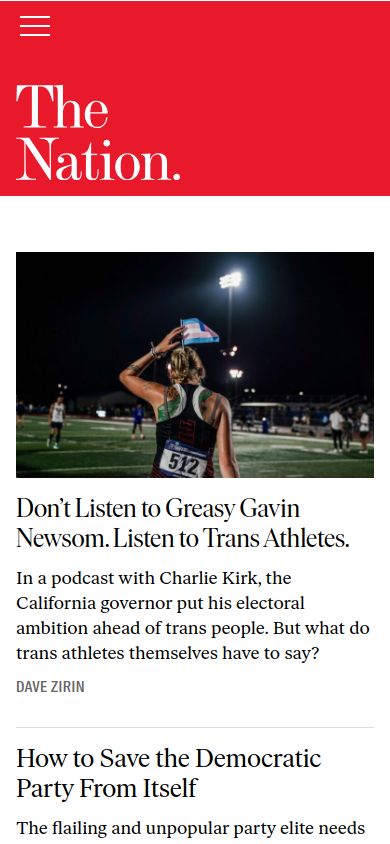 The
Nation.
512
Don’t Listen to Greasy Gavin
Newsom. Listen to Trans Athletes.
In a podcast with Charlie Kirk, the
California governor put his electoral
ambition ahead of trans people. But what do
trans athletes themselves have to say?
DAVE ZIRIN
How to Save the Democratic
Party From Itself
The flailing and unpopular party elite needs